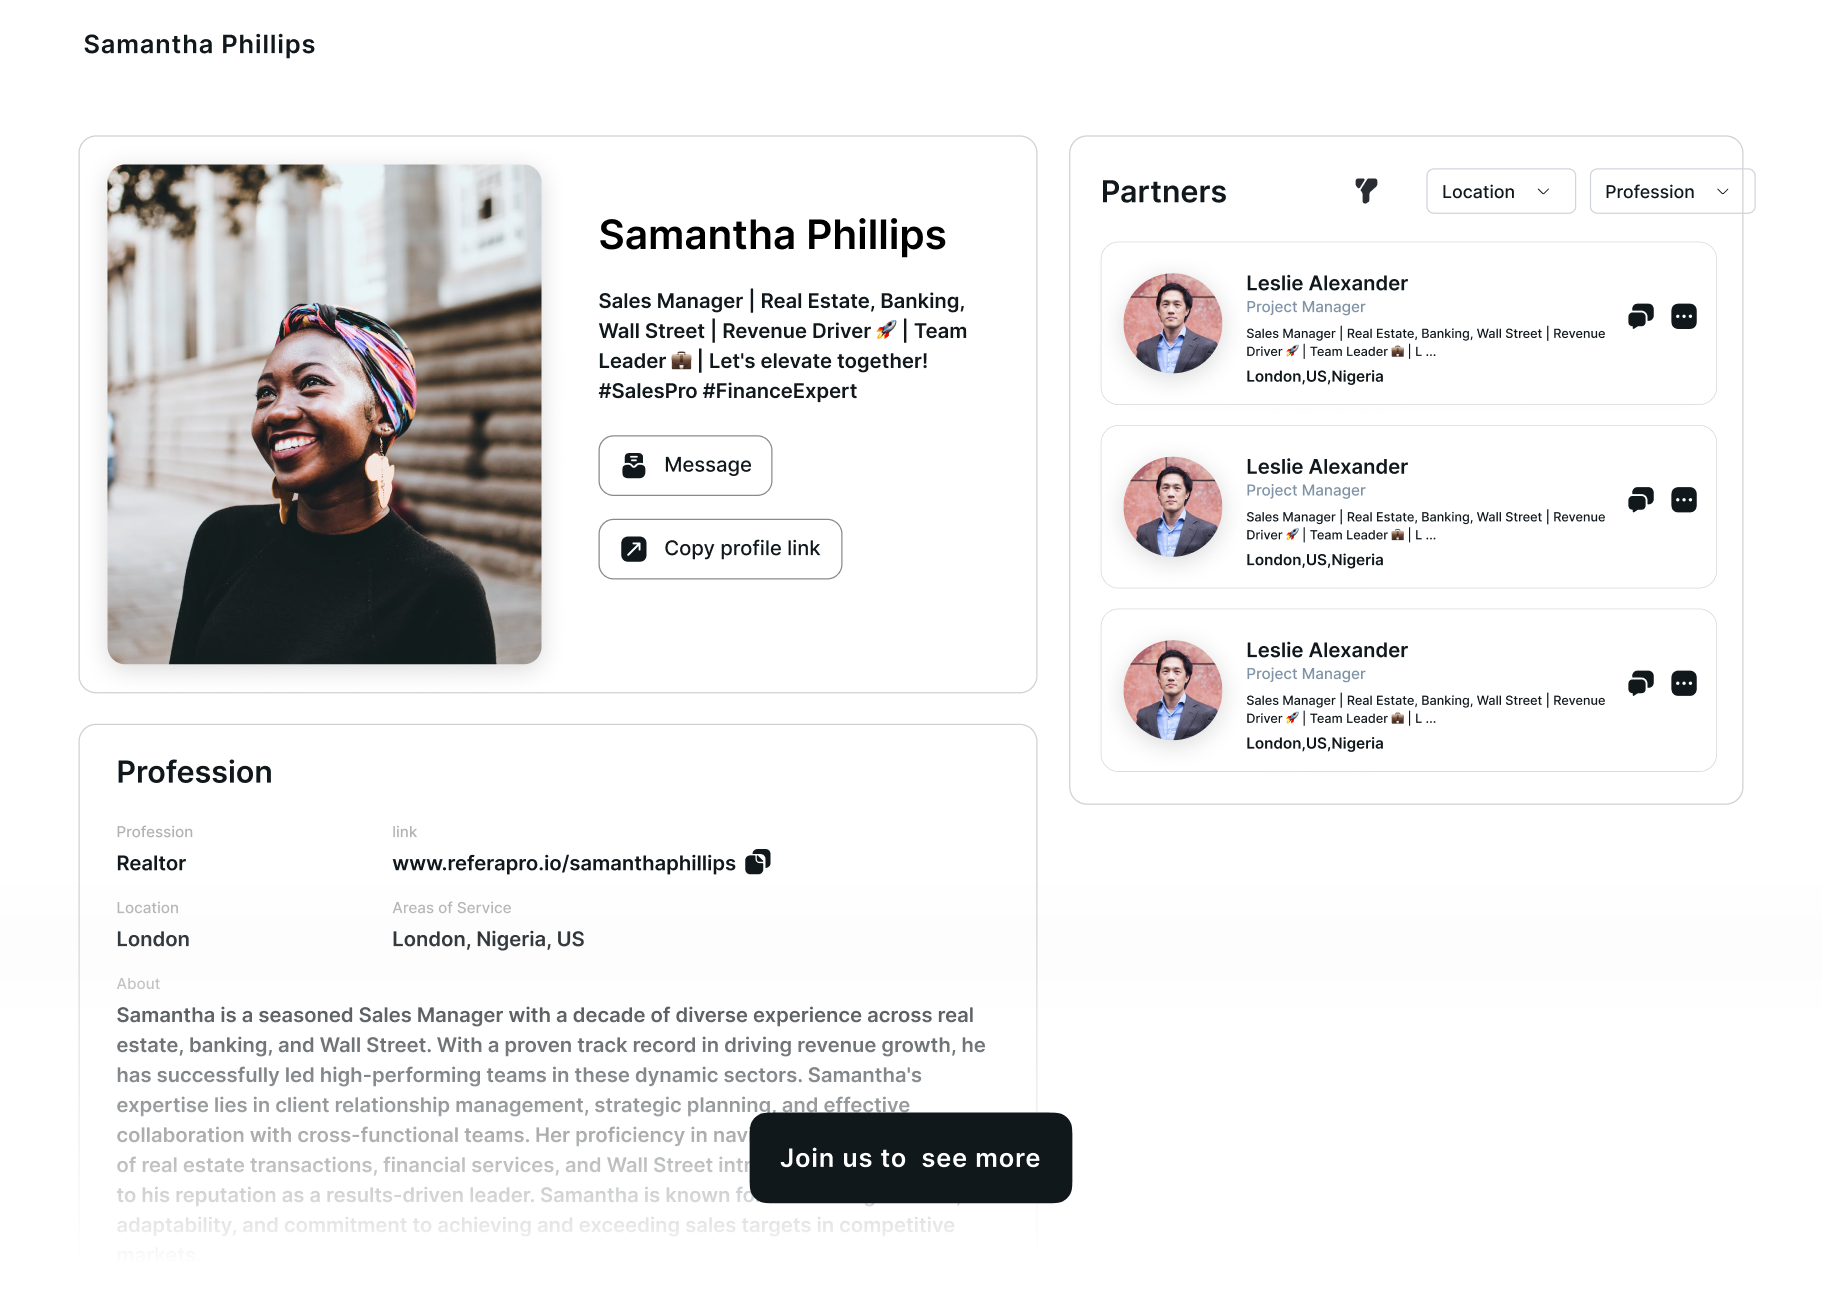 Samantha Phillips
Samantha Phillips
Sales Manager | Real Estate, Banking,
Wall Street | Revenue Driver 🚀 | Team
Leader 💼 | Let's elevate together!
#SalesPro #FinanceExpert
Message
Copy profile link
Profession
Profession
Realtor
link
www.referapro.io/samanthaphillips
Location
London
Areas of Service
London, Nigeria, US
About
Samantha is a seasoned Sales Manager with a decade of diverse experience across real
estate, banking, and Wall Street. With a proven track record in driving revenue growth, he
has successfully led high-performing teams in these dynamic sectors. Samantha's
expertise lies in client relationship management, strategic planning, and effective
collaboration with cross-functional teams. Her proficiency in
of real estate transactions, financial services, and Wall Street
to his reputation as a results-driven leader. Samantha is known
adaptability, and commitment to achieving and exceeding sales targets in competitive
markets
Join us to see more
Partners
Location
Profession
Leslie Alexander
Project Manager
Sales Manager | Real Estate, Banking, Wall Street | Revenue
Driver 🚀 | Team Leader 💼 | L ...
London,US,Nigeria
Leslie Alexander
Project Manager
Sales Manager | Real Estate, Banking, Wall Street | Revenue
Driver 🚀 | Team Leader 💼 | L ...
London,US,Nigeria
Leslie Alexander
Project Manager
Sales Manager | Real Estate, Banking, Wall Street | Revenue
Driver 🚀 | Team Leader 💼 | L ...
London,US,Nigeria